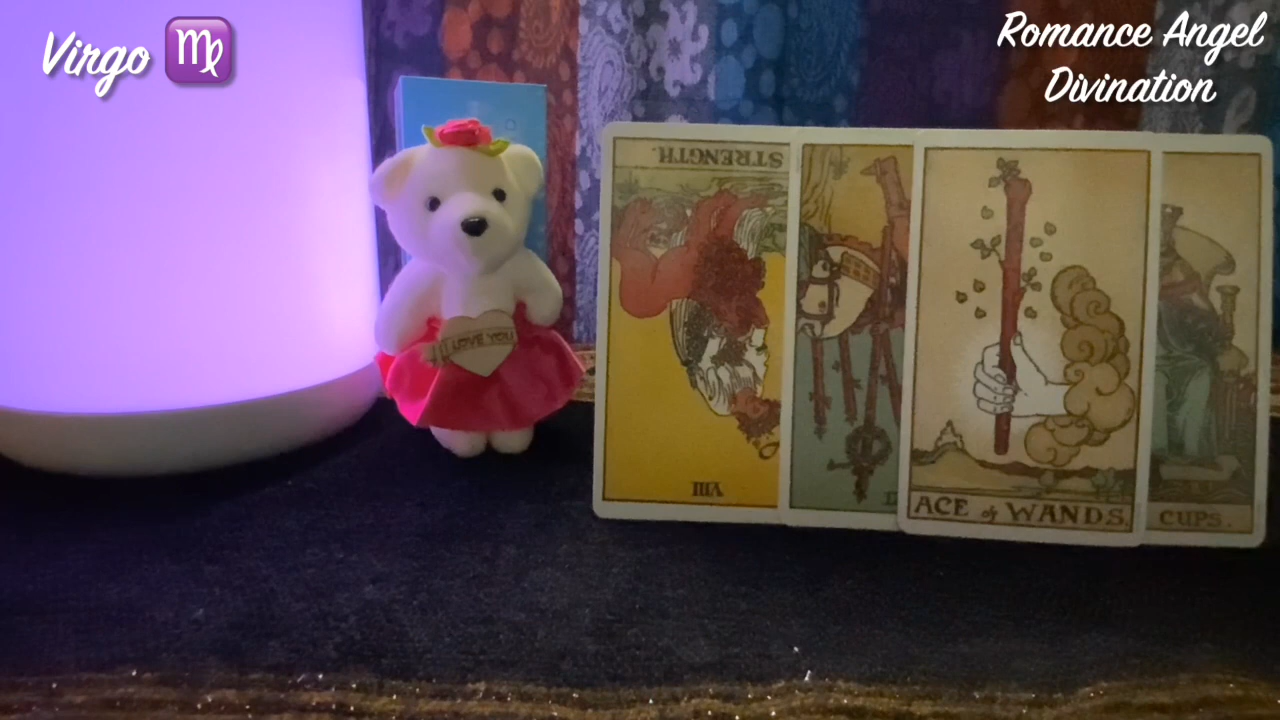 Virgo ♍
Romance Angel
Divination
STRENGTH.
VIII
I LOVE YOU
ACE of WANDS.
CUPS.